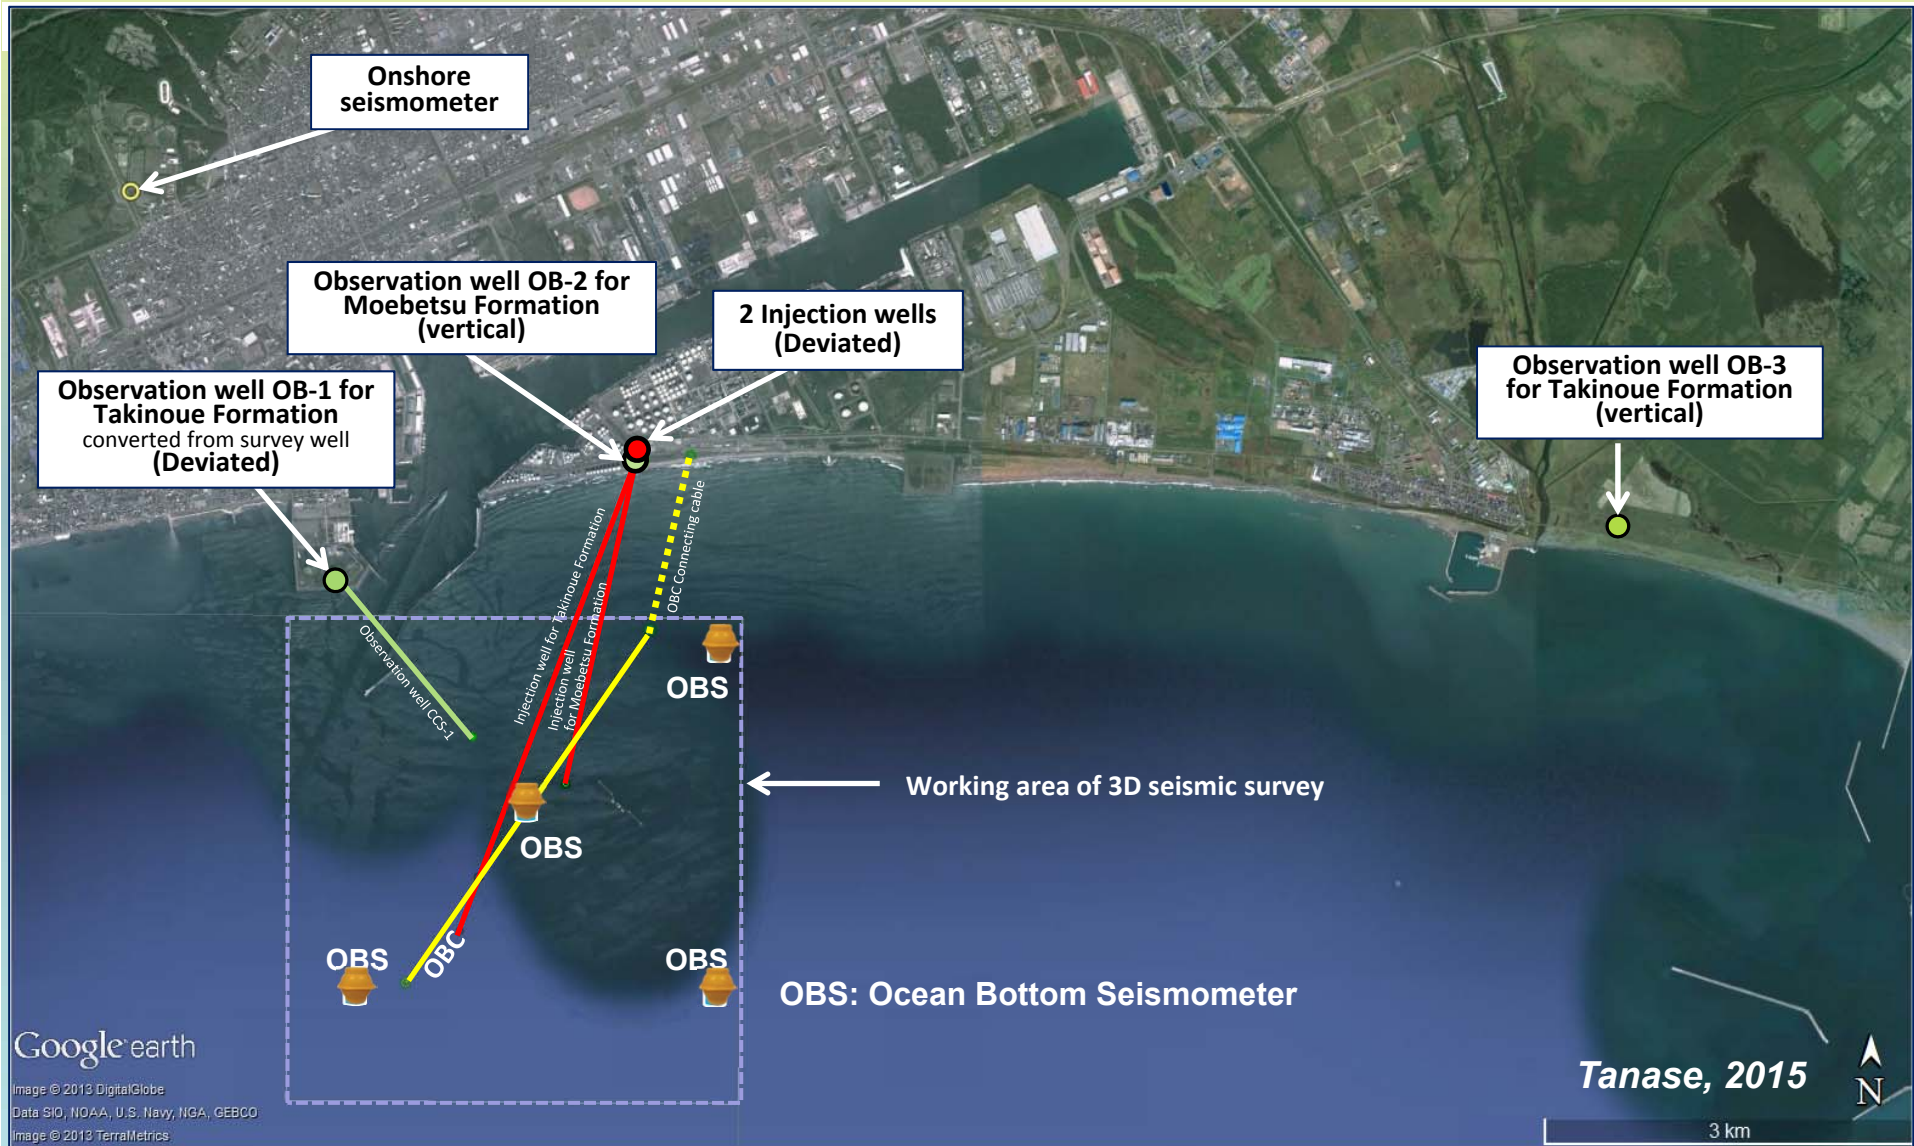 Onshore
seismometer
Observation well OB-2 for
Moebetsu Formation
(vertical)
2 Injection wells
(Deviated)
Observation well OB-1 for
Takinoue Formation
converted from survey well
(Deviated)
Observation well OB-3
for Takinoue Formation
(vertical)
Injection well for Takinoue Formation
Injection well
for Moebetsu Formation
OBC Connecting cable
Observation well CCS-1
OBS
OBS
Working area of 3D seismic survey
OBS
OBC
OBS
OBS: Ocean Bottom Seismometer
Google earth
Image © 2013 DigitalGlobe
Data SIO, NOAA, U.S. Navy, NGA, GEBCO
Image © 2013 TerraMetrics
Tanase, 2015
N
3 km